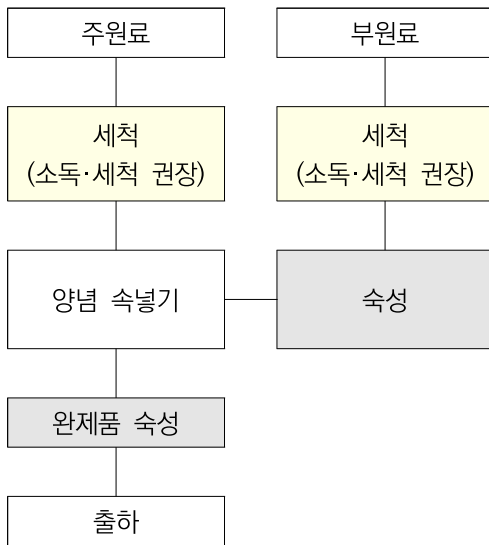 주원료
부원료
세척
(소독·세척 권장)
세척
(소독·세척 권장)
양념 속넣기
숙성
완제품 숙성
출하